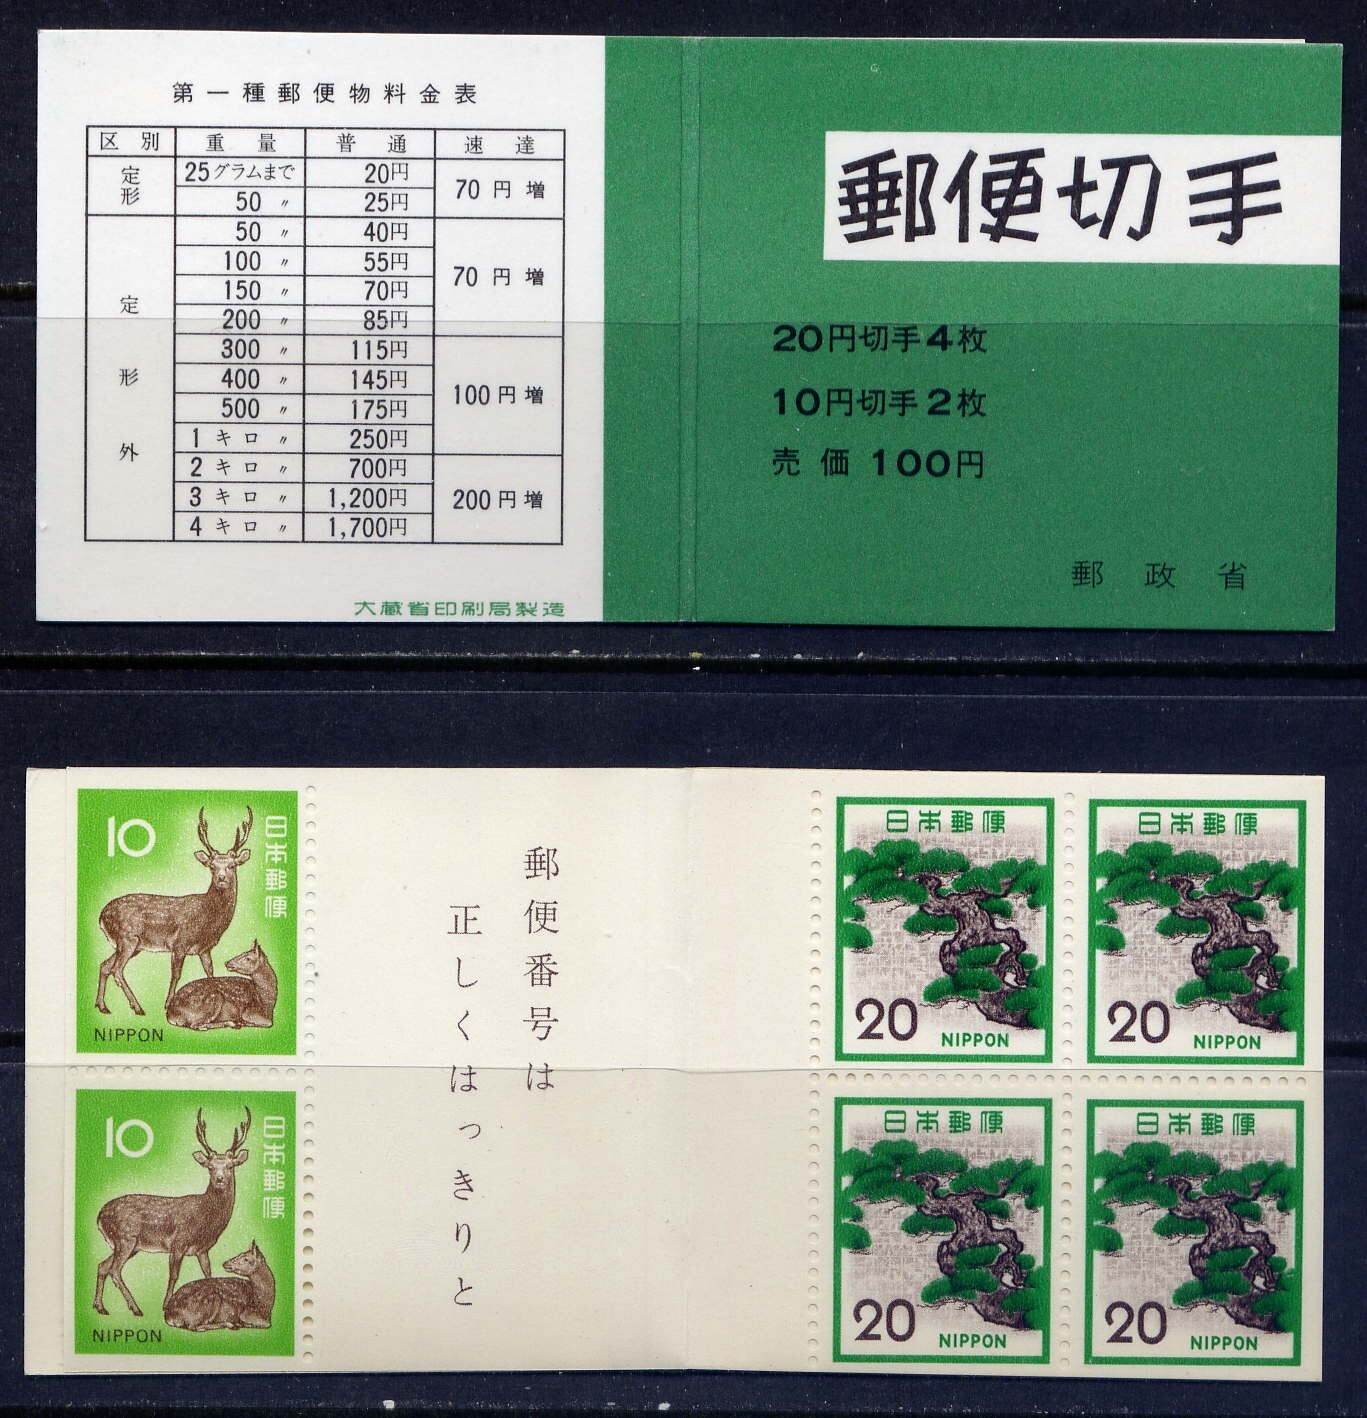 第一種郵便物料金表
区別 重量 普通 速達
定形 25グラムまで 20円 70円増
50 〃 25円
定形外 50 〃 40円 70円増
100 〃 55円
150 〃 70円
200 〃 85円
300 〃 115円 100円増
400 〃 145円
500 〃 175円
1キロ 〃 250円
2キロ 〃 700円 200円増
3キロ 〃 1,200円
4キロ 〃 1,700円
大蔵省印刷局製造
郵便切手
20円切手4枚
10円切手2枚
売価 100円
郵政省
10
日本郵便
NIPPON
10
日本郵便
NIPPON
郵便番号は
正しくはっきりと
日本郵便
20
NIPPON
日本郵便
20
NIPPON
日本郵便
20
NIPPON
日本郵便
20
NIPPON